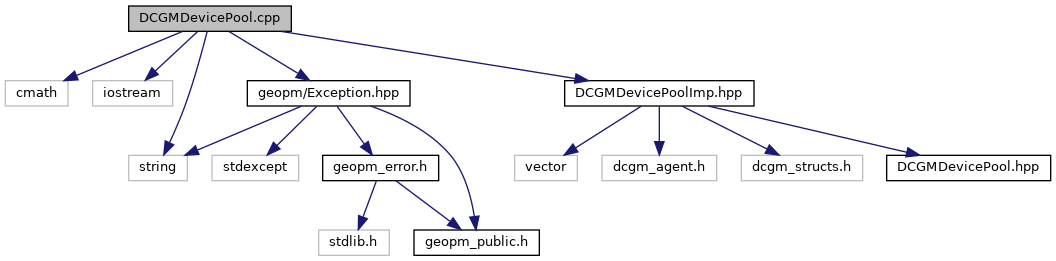 DCGMDevicePool.cpp
cmath
iostream
geopm/Exception.hpp
DCGMDevicePoolImp.hpp
string
stdexcept
geopm_error.h
vector
dcgm_agent.h
dcgm_structs.h
DCGMDevicePool.hpp
stdlib.h
geopm_public.h